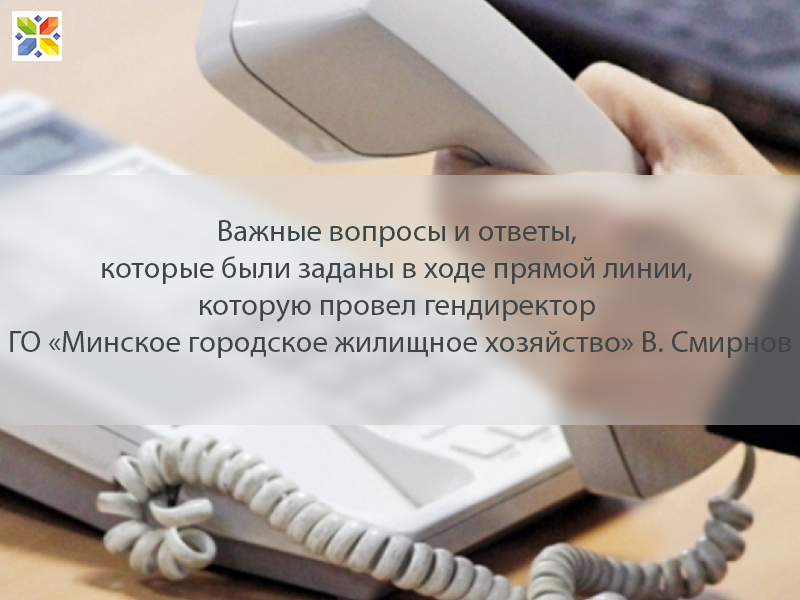 Важные вопросы и ответы,
которые были заданы в ходе прямой линии,
которую провел гендиректор
ГО «Минское городское жилищное хозяйство» В. Смирнов